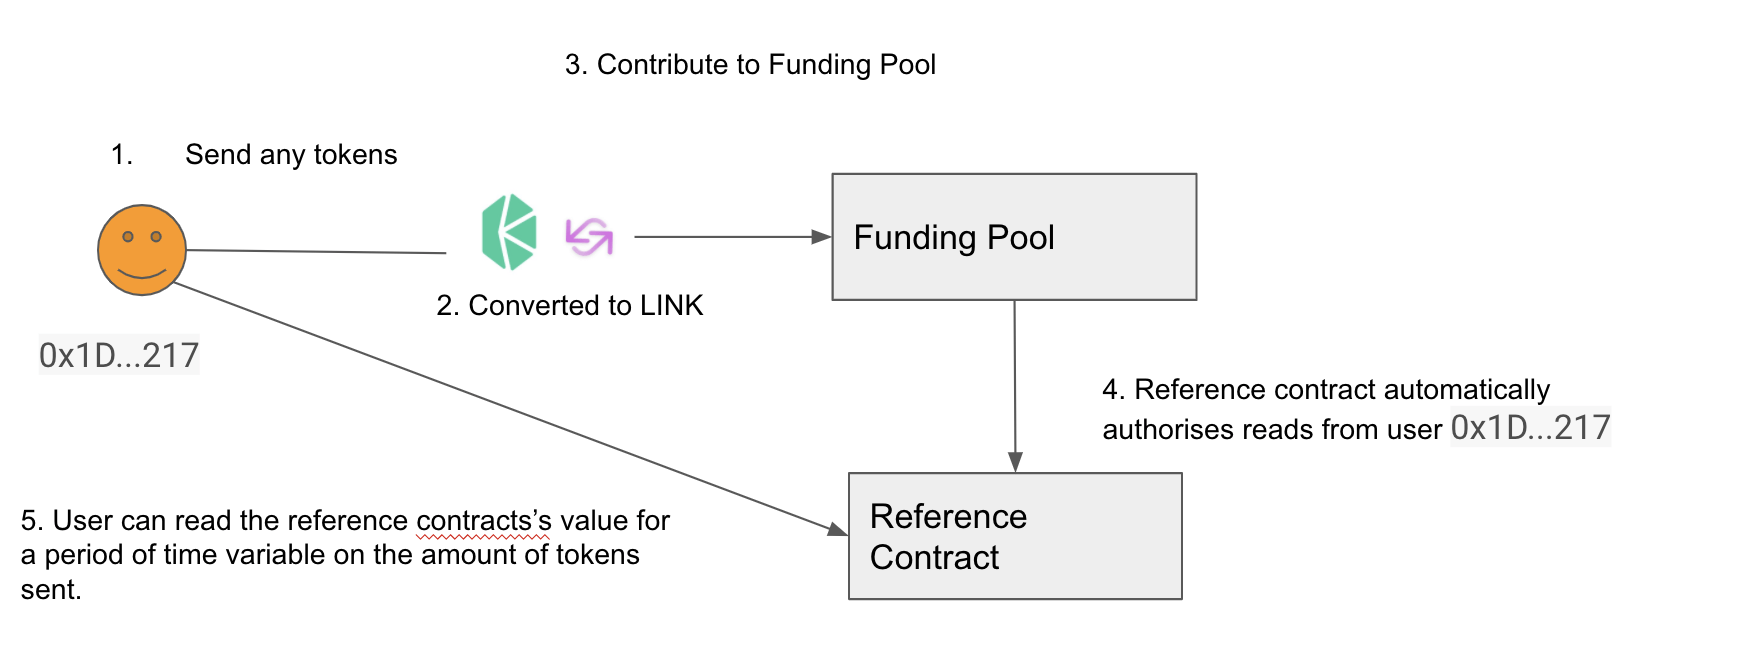 3. Contribute to Funding Pool
1. Send any tokens
Funding Pool
2. Converted to LINK
0x1D...217
4. Reference contract automatically
authorises reads from user 0x1D...217
Reference
Contract
5. User can read the reference contracts’s value for
a period of time variable on the amount of tokens
sent.